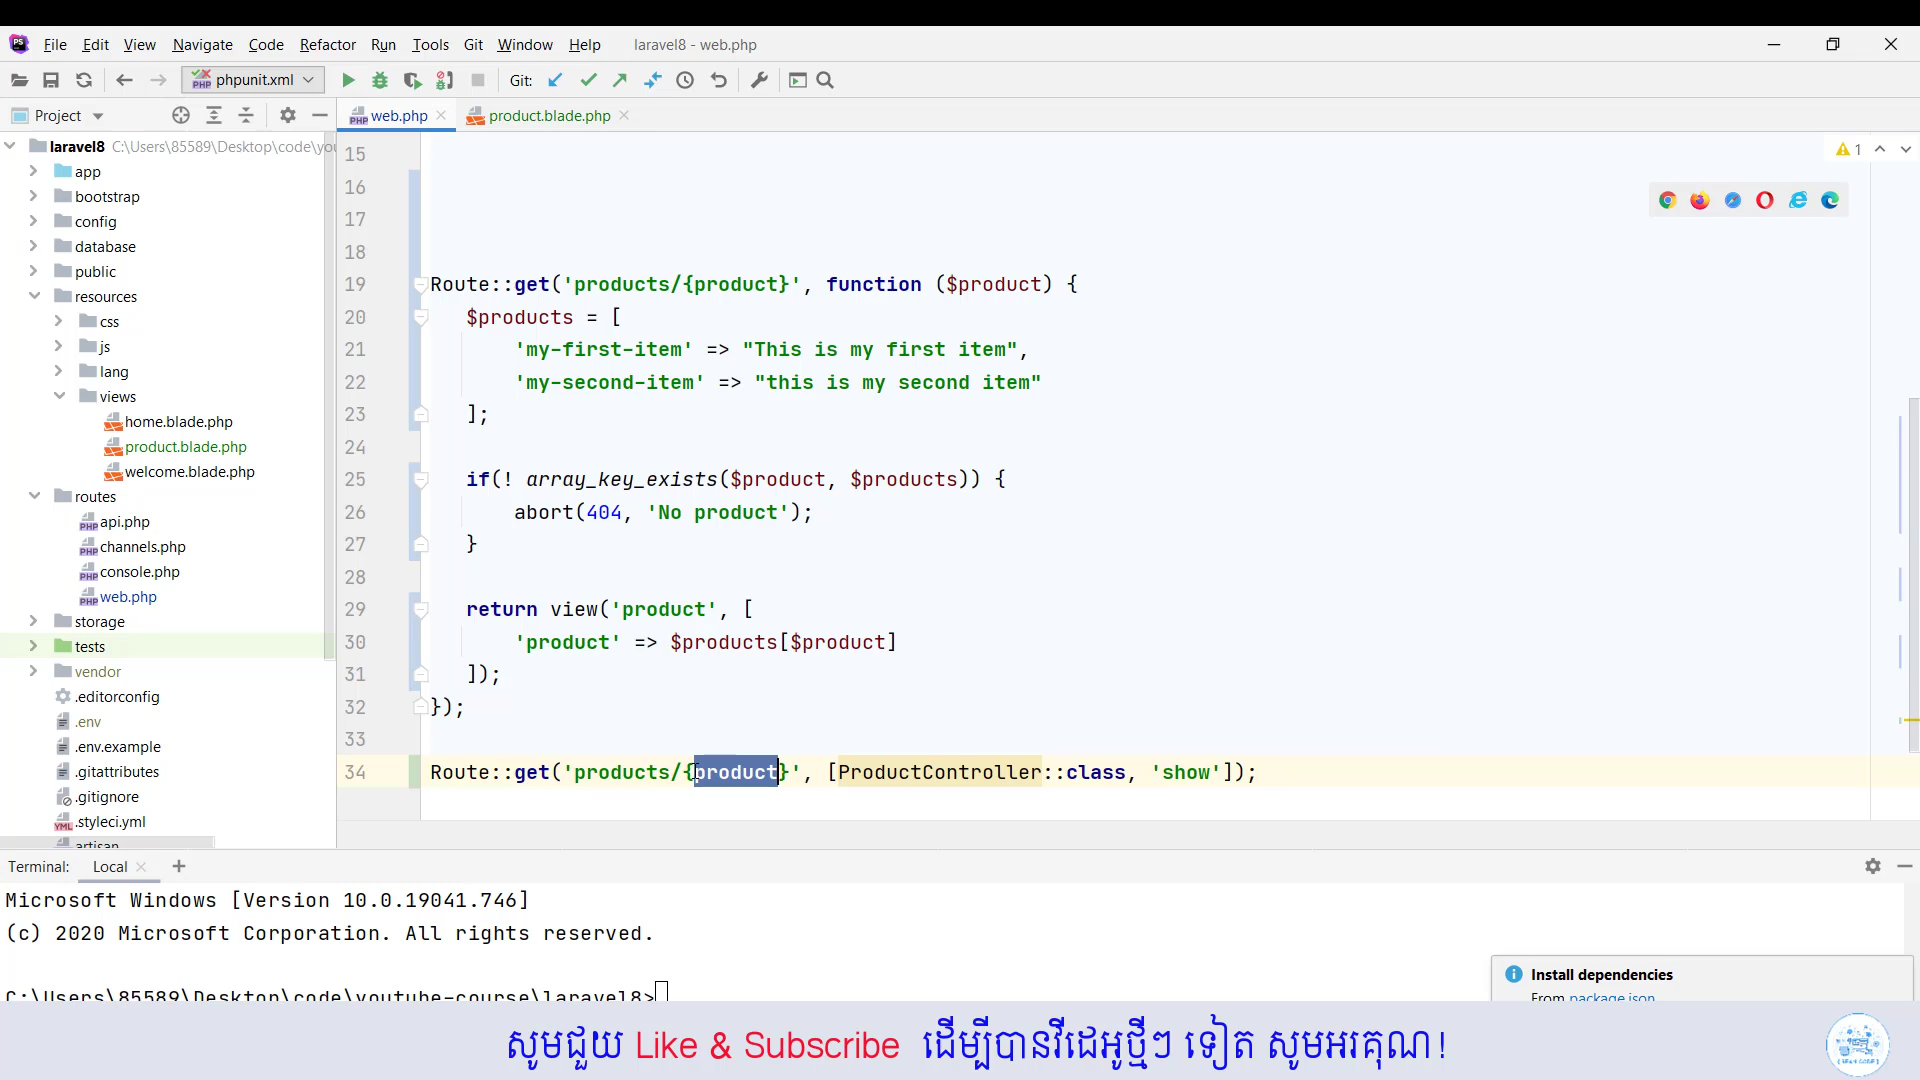 File Edit View Navigate Code Refactor Run Tools Git Window Help laravel8 - web.php
phpunit.xml Git:
Project web.php product.blade.php
laravel8 C:\Users\85589\Desktop\code\you
app
bootstrap
config
database
public
resources
css
js
lang
views
home.blade.php
product.blade.php
welcome.blade.php
routes
api.php
channels.php
console.php
web.php
storage
tests
vendor
.editorconfig
.env
.env.example
.gitattributes
.gitignore
.styleci.yml
artisan
1
15
16
17
18
19 Route::get('products/{product}', function ($product) {
20 $products = [
21 'my-first-item' => "This is my first item",
22 'my-second-item' => "this is my second item"
23 ];
24
25 if(! array_key_exists($product, $products)) {
26 abort(404, 'No product');
27 }
28
29 return view('product', [
30 'product' => $products[$product]
31 ]);
32 });
33
34 Route::get('products/{product}', [ProductController::class, 'show']);
Terminal: Local
Microsoft Windows [Version 10.0.19041.746]
(c) 2020 Microsoft Corporation. All rights reserved.
C:\Users\85589\Desktop\code\youtube-course\laravel8>
Install dependencies
From package.json
សូមជួយ Like & Subscribe ដើម្បីបានវីដេអូថ្មីៗ ទៀត សូមអរគុណ!